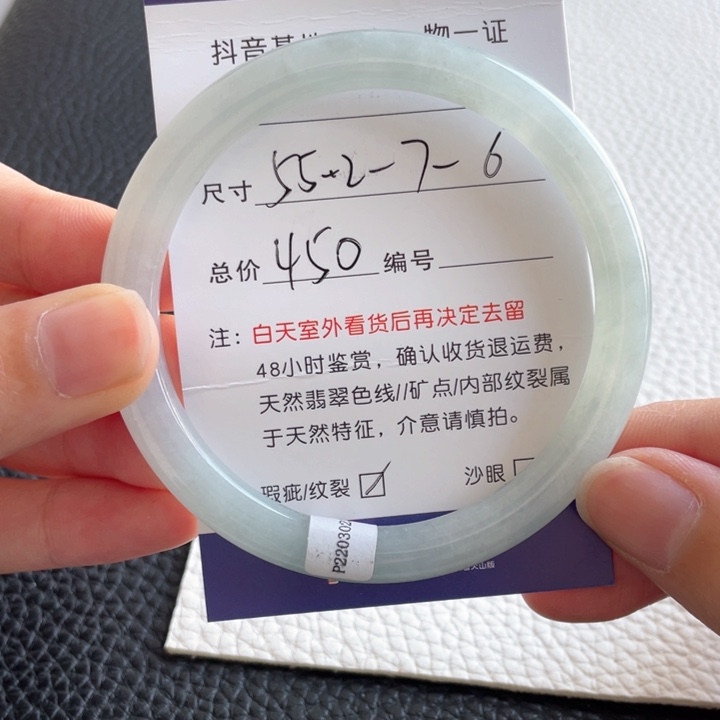 抖音基地 物一证
尺寸 55+2-7-6
总价 450 编号
注：白天室外看货后再决定去留
48小时鉴赏，确认收货退运费，
天然翡翠色线//矿点/内部纹裂属
于天然特征，介意请慎拍。
瑕疵/纹裂 ☑ 沙眼
P220302